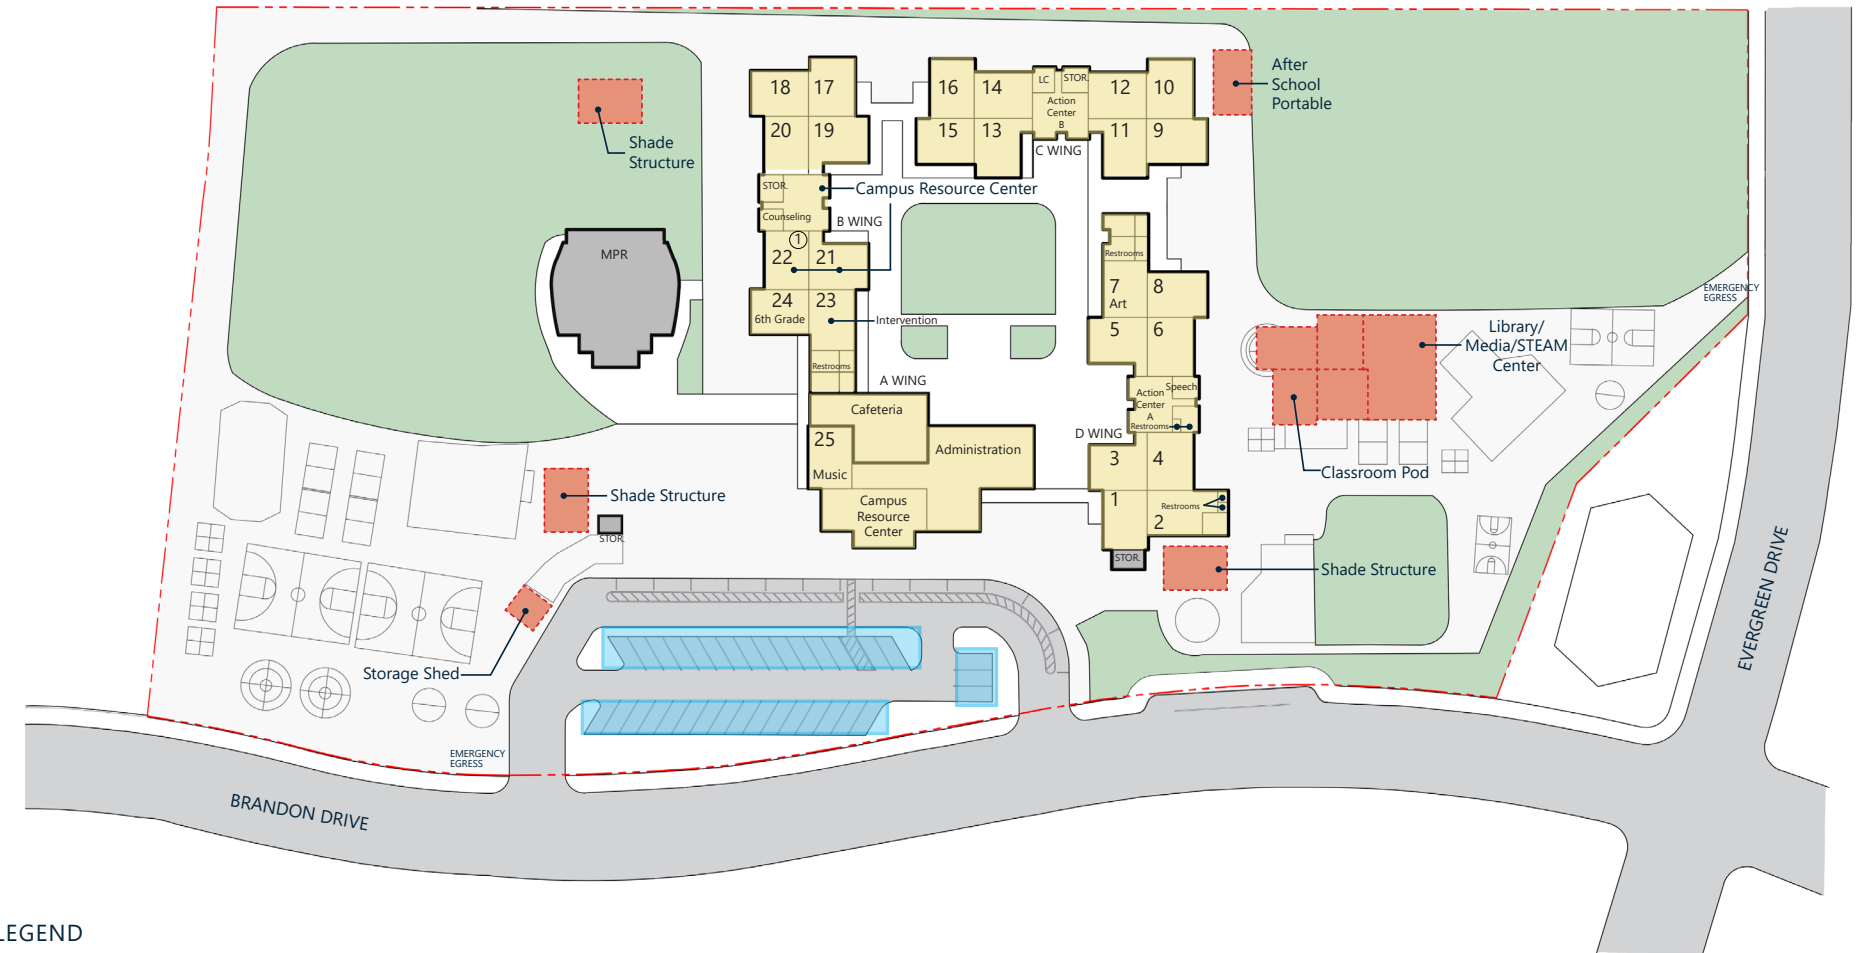 18
17
16
14
LC
STOR.
12
10
After
School
Portable
Action
Center
B
20
19
15
13
11
9
Shade
Structure
C WING
STOR.
Campus Resource Center
Counseling
B WING
1
22
21
MPR
Restrooms
7
Art
8
EMERGENCY
EGRESS
24
6th Grade
23
Intervention
5
6
Library/
Media/STEAM
Center
Restrooms
A WING
Speech
Action
Center
A
Restrooms
Cafeteria
25
Music
Administration
D WING
3
4
Classroom Pod
Campus
Resource
Center
1
Restrooms
2
Shade Structure
STOR.
STOR.
Shade Structure
Storage Shed
EMERGENCY
EGRESS
BRANDON DRIVE
EVERGREEN DRIVE
LEGEND